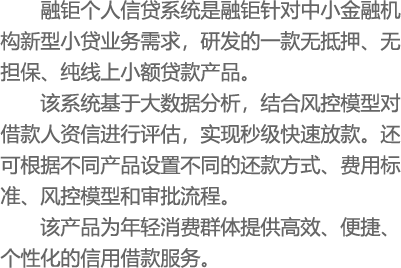 融钜个人信贷系统是融钜针对中小金融机
构新型小贷业务需求，研发的一款无抵押、无
担保、纯线上小额贷款产品。
该系统基于大数据分析，结合风控模型对
借款人资信进行评估，实现秒级快速放款。还
可根据不同产品设置不同的还款方式、费用标
准、风控模型和审批流程。
该产品为年轻消费群体提供高效、便捷、
个性化的信用借款服务。